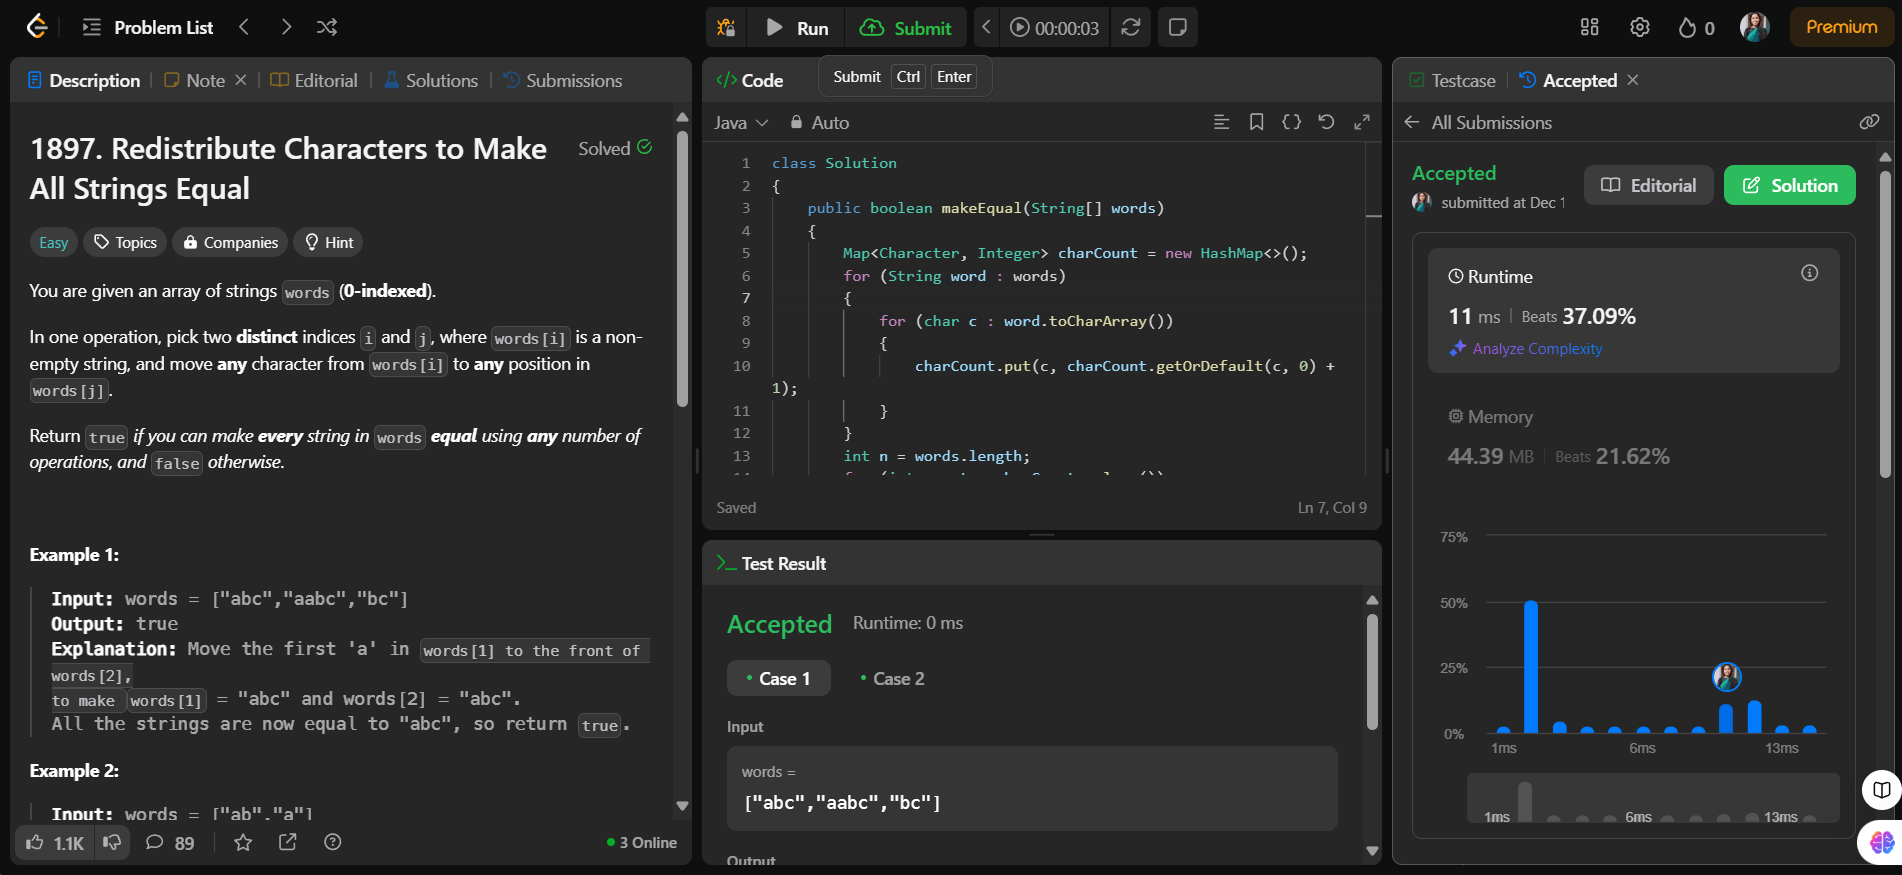 Problem List
Run
Submit
00:00:03
0
Premium
Description
Note
Editorial
Solutions
Submissions
1897. Redistribute Characters to Make
All Strings Equal
Solved
Easy
Topics
Companies
Hint
You are given an array of strings words (0-indexed).
In one operation, pick two distinct indices i and j, where words[i] is a non-
empty string, and move any character from words[i] to any position in
words[j].
Return true if you can make every string in words equal using any number of
operations, and false otherwise.
Example 1:
Input: words = ["abc","aabc","bc"]
Output: true
Explanation: Move the first 'a' in words[1] to the front of
words[2],
to make words[1] = "abc" and words[2] = "abc".
All the strings are now equal to "abc", so return true.
Example 2:
Input: words = ["ab","a"]
1.1K
89
3 Online
</> Code
Submit Ctrl Enter
Java
Auto
1 class Solution
2 {
3 public boolean makeEqual(String[] words)
4 {
5 Map<Character, Integer> charCount = new HashMap<>();
6 for (String word : words)
7 {
8 for (char c : word.toCharArray())
9 {
10 charCount.put(c, charCount.getOrDefault(c, 0) +
1);
11 }
12 }
13 int n = words.length;
Saved
Ln 7, Col 9
Test Result
Accepted
Runtime: 0 ms
Case 1
Case 2
Input
words =
["abc","aabc","bc"]
Output
Testcase
Accepted
All Submissions
Accepted
submitted at Dec 1
Editorial
Solution
Runtime
11 ms
Beats 37.09%
Analyze Complexity
Memory
44.39 MB
Beats 21.62%
75%
50%
25%
0%
1ms
6ms
13ms
1ms
6ms
13ms